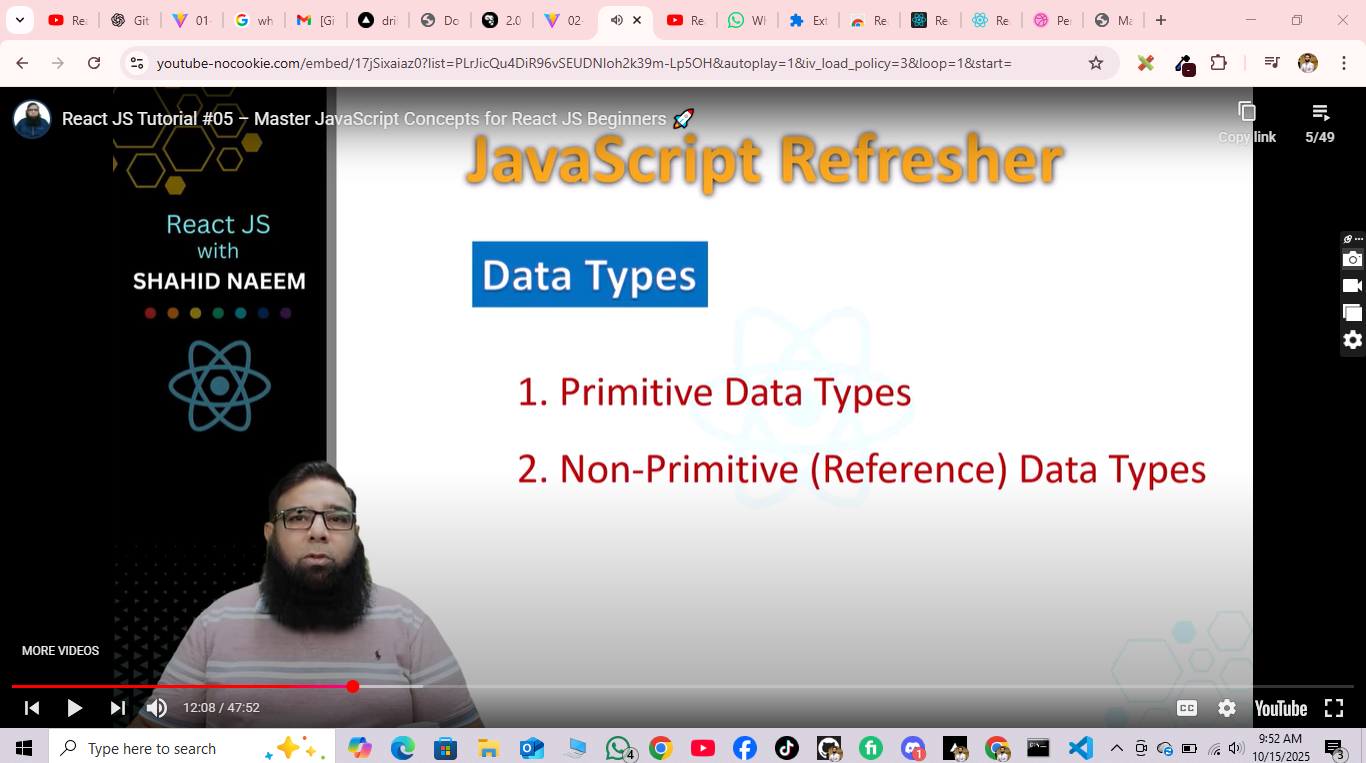 Rea
Git
01-
wh
[Gi
dri
Do
2.0
02-
Re
Wh
Ext
Re
Re
Re
Pe
Ma
youtube-nocookie.com/embed/17jSixaiaz0?list=PLrJicQu4DiR96vSEUDNIoh2k39m-Lp5OH&autoplay=1&iv_load_policy=3&loop=1&start=
React JS Tutorial #05 – Master JavaScript Concepts for React JS Beginners 🚀
Copy link
5/49
JavaScript Refresher
React JS
with
SHAHID NAEEM
Data Types
1. Primitive Data Types
2. Non-Primitive (Reference) Data Types
MORE VIDEOS
12:08 / 47:52
CC
YouTube
Type here to search
4
1
9:52 AM
10/15/2025
3